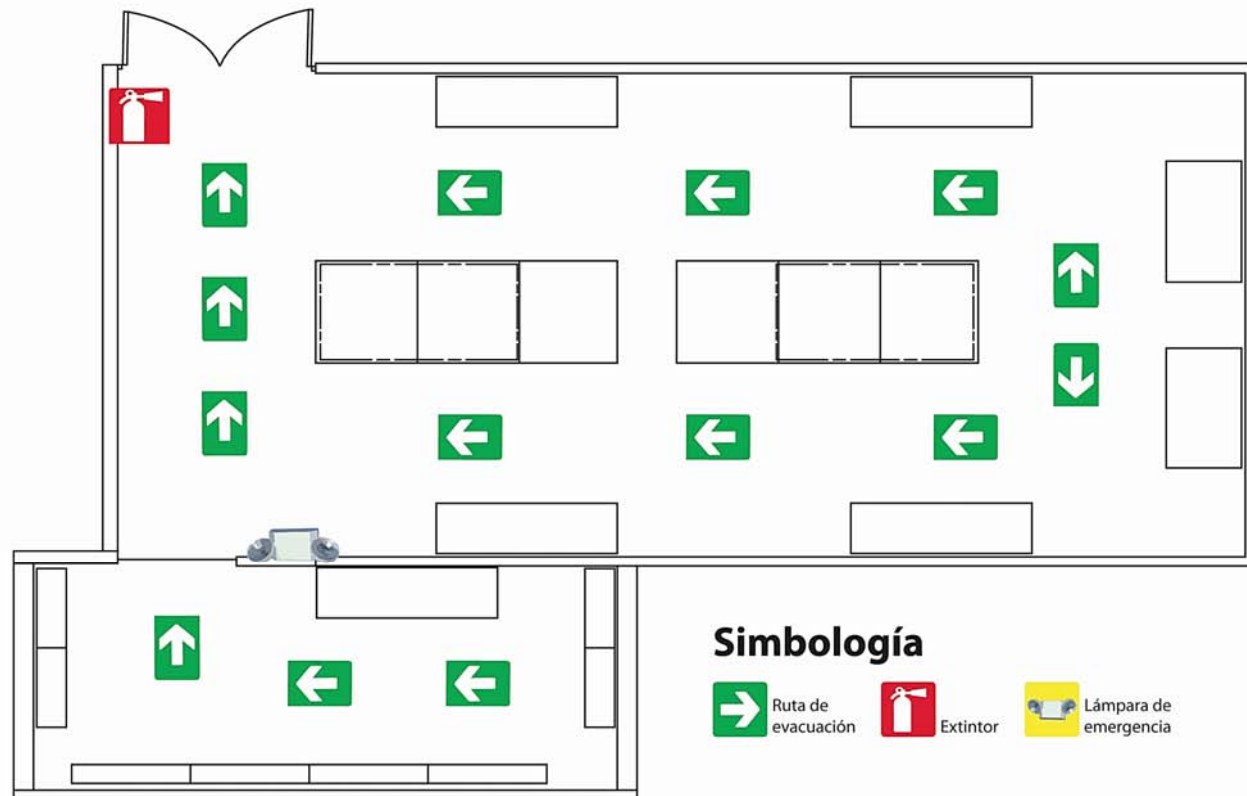 Simbología
Ruta de
evacuación
Extintor
Lámpara de
emergencia